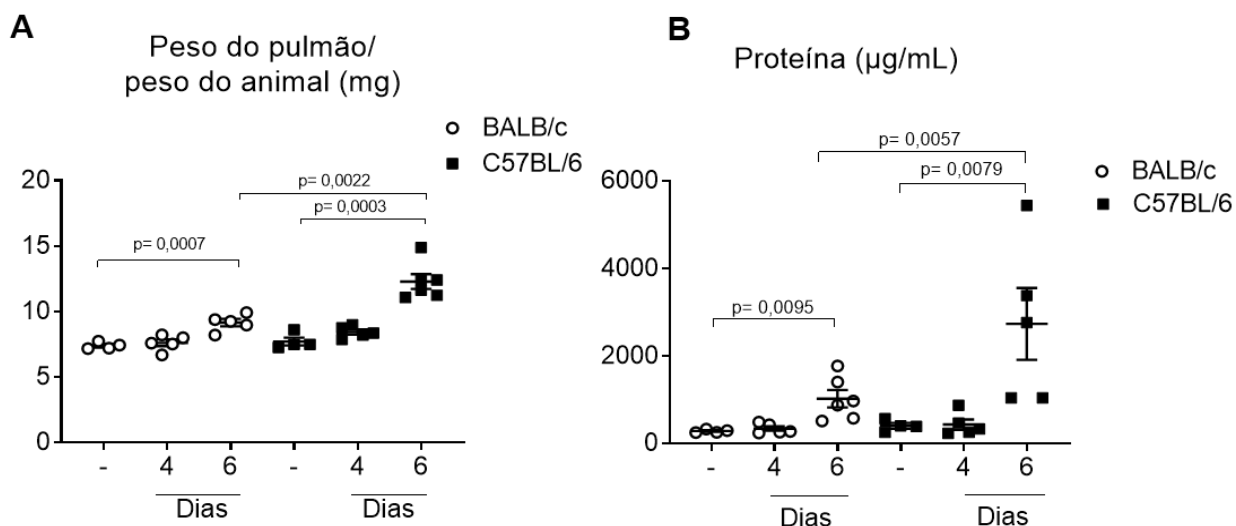 A
Peso do pulmão/
peso do animal (mg)
BALB/c
C57BL/6
20
15
10
5
0
p= 0,0022
p= 0,0003
p= 0,0007
-
4
6
-
4
6
Dias
Dias
B
Proteína (µg/mL)
BALB/c
C57BL/6
p= 0,0057
p= 0,0079
p= 0,0095
6000
4000
2000
0
-
4
6
-
4
6
Dias
Dias